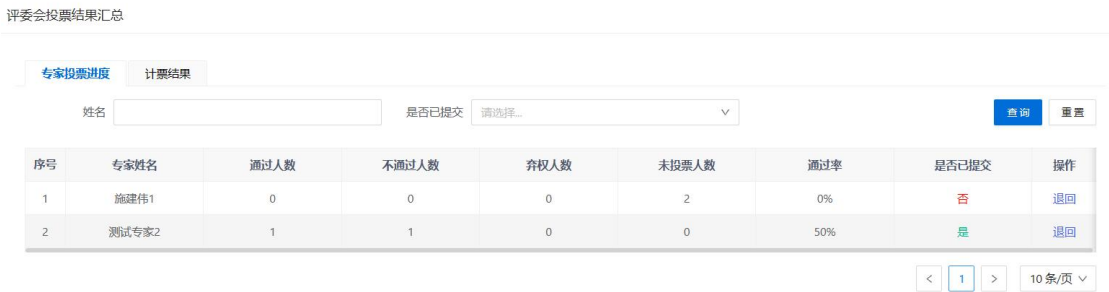 评委会投票结果汇总
专家投票进度 计票结果
姓名 是否已提交 请选择... 查询 重置
序号 专家姓名 通过人数 不通过人数 弃权人数 未投票人数 通过率 是否已提交 操作
1 施建伟1 0 0 0 2 0% 否 退回
2 测试专家2 1 1 0 0 50% 是 退回
< 1 > 10 条/页